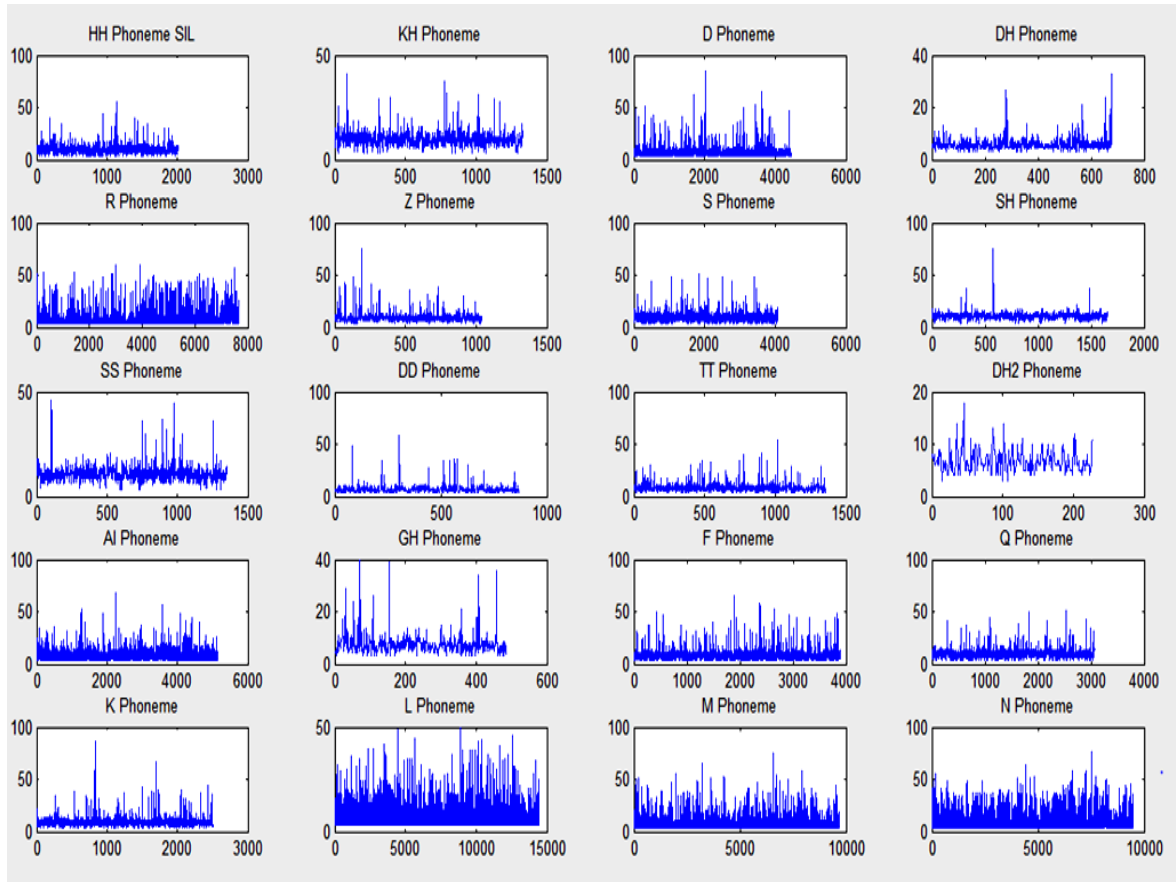 HH Phoneme SIL KH Phoneme D Phoneme DH Phoneme
100 50 100 40
50 50 20
0 0 0 0
0 1000 2000 3000 0 500 1000 1500 0 2000 4000 6000 0 200 400 600 800
R Phoneme Z Phoneme S Phoneme SH Phoneme
100 100 100 100
50 50 50 50
0 0 0 0
0 2000 4000 6000 8000 0 500 1000 1500 0 2000 4000 6000 0 500 1000 1500 2000
SS Phoneme DD Phoneme TT Phoneme DH2 Phoneme
50 100 100 20
50 50 10
0 0 0 0
0 500 1000 1500 0 500 1000 0 500 1000 1500 0 100 200 300
AI Phoneme GH Phoneme F Phoneme Q Phoneme
100 40 100 100
50 20 50 50
0 0 0 0
0 2000 4000 6000 0 200 400 600 0 1000 2000 3000 4000 0 1000 2000 3000 4000
K Phoneme L Phoneme M Phoneme N Phoneme
100 50 100 100
50 50 50
0 0 0 0
0 1000 2000 3000 0 5000 10000 15000 0 5000 10000 0 5000 10000